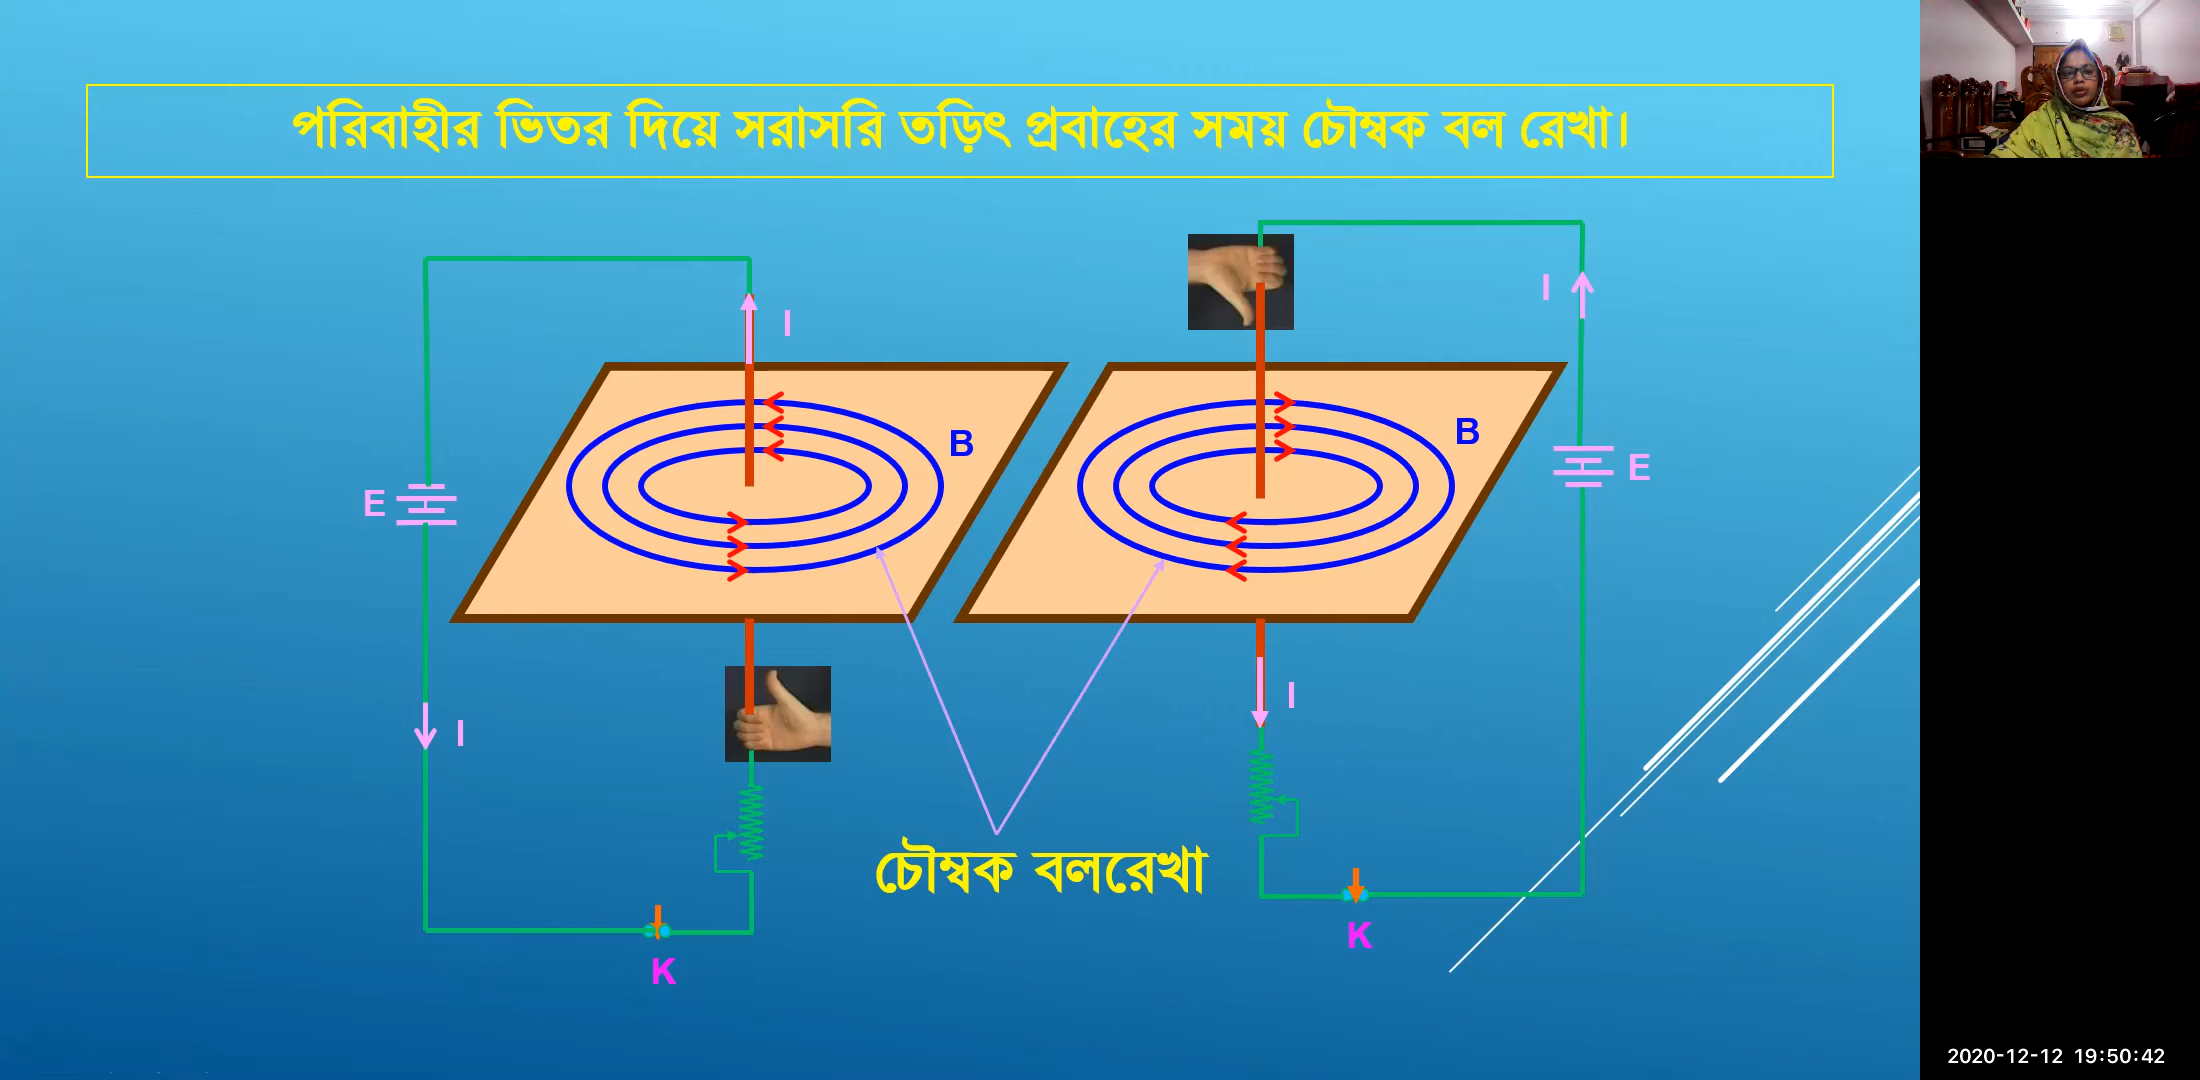 পরিবাহীর ভিতর দিয়ে সরাসরি তড়িৎ প্রবাহের সময় চৌম্বক বল রেখা।
I
I
B
B
E
E
I
I
চৌম্বক বলরেখা
K
K
2020-12-12 19:50:42